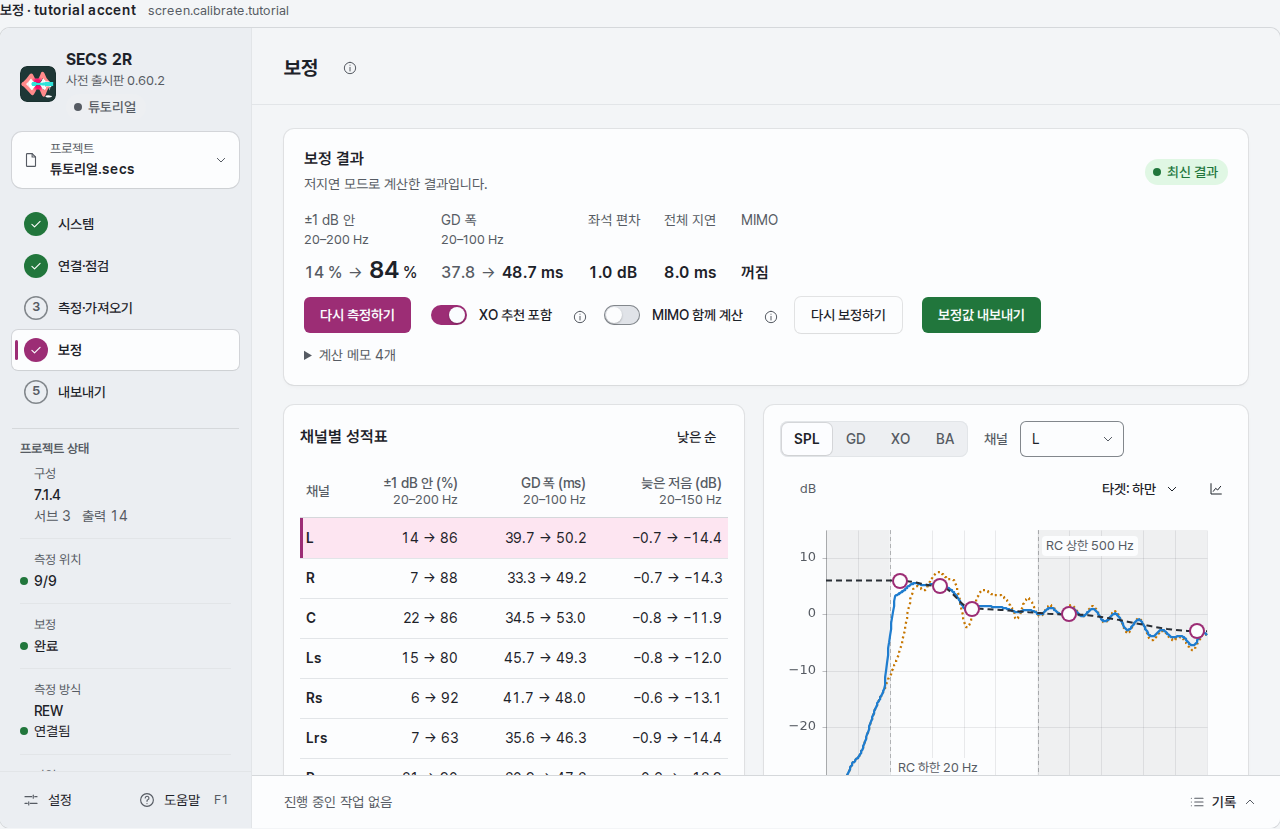 보정 · tutorial accent screen.calibrate.tutorial
SECS 2R
사전 출시판 0.60.2
튜토리얼
프로젝트
튜토리얼.secs
시스템
연결·점검
3 측정·가져오기
보정
5 내보내기
프로젝트 상태
구성
7.1.4
서브 3 출력 14
측정 위치
9/9
보정
완료
측정 방식
REW
연결됨
설정 도움말 F1
보정
보정 결과
저지연 모드로 계산한 결과입니다.
최신 결과
±1 dB 안 GD 폭 좌석 편차 전체 지연 MIMO
20–200 Hz 20–100 Hz
14 % → 84 % 37.8 → 48.7 ms 1.0 dB 8.0 ms 꺼짐
다시 측정하기 XO 추천 포함 MIMO 함께 계산 다시 보정하기 보정값 내보내기
▶ 계산 메모 4개
채널별 성적표 낮은 순
채널 ±1 dB 안 (%) GD 폭 (ms) 늦은 저음 (dB)
20–200 Hz 20–100 Hz 20–150 Hz
L 14 → 86 39.7 → 50.2 −0.7 → −14.4
R 7 → 88 33.3 → 49.2 −0.7 → −14.3
C 22 → 86 34.5 → 53.0 −0.8 → −11.9
Ls 15 → 80 45.7 → 49.3 −0.8 → −12.0
Rs 6 → 92 41.7 → 48.0 −0.6 → −13.1
Lrs 7 → 63 35.6 → 46.3 −0.9 → −14.4
SPL GD XO BA 채널 L
dB 타겟: 하만
RC 상한 500 Hz
10
0
−10
−20
RC 하한 20 Hz
진행 중인 작업 없음 기록